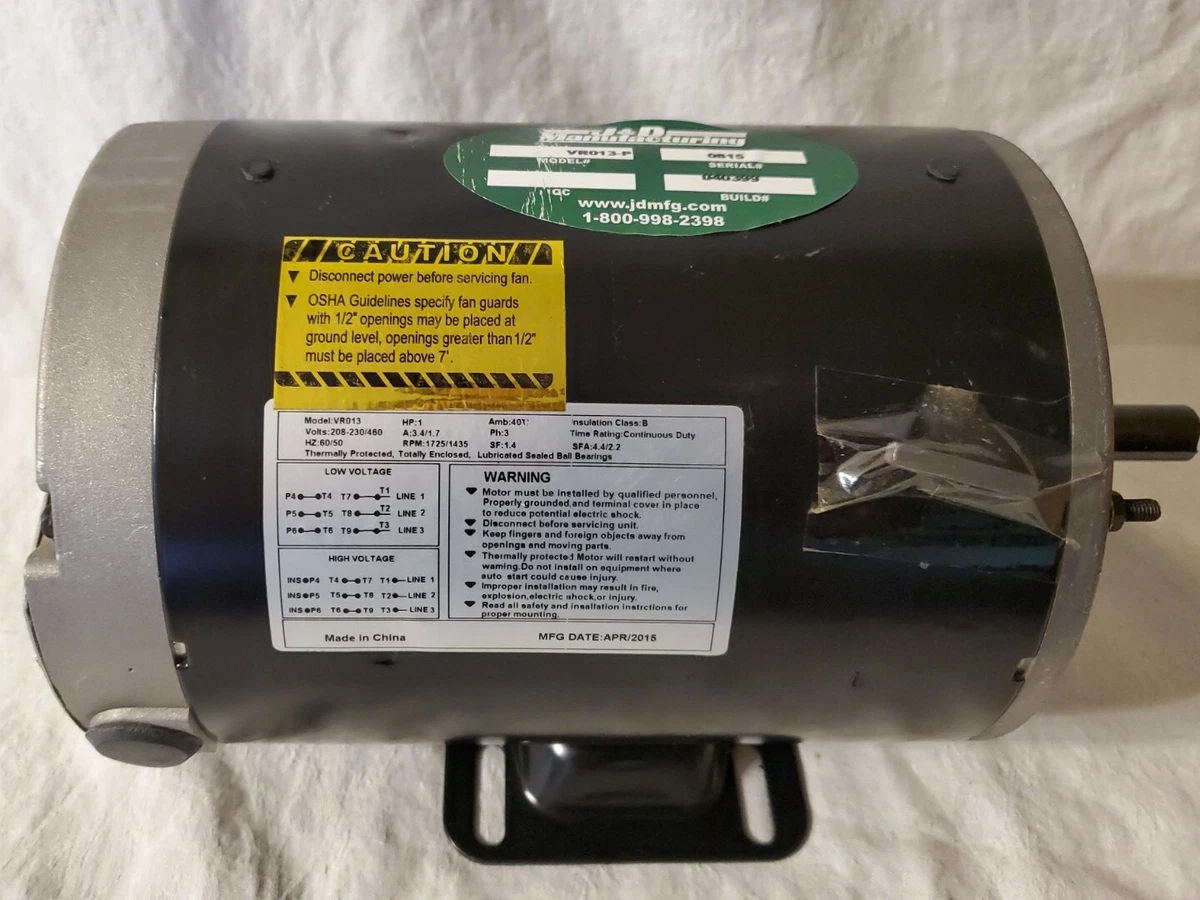 J&D
Manufacturing
VR013-P 0515
MODEL# SERIAL#
040399
QC BUILD#
www.jdmfg.com
1-800-998-2398
CAUTION
▼ Disconnect power before servicing fan.
▼ OSHA Guidelines specify fan guards
with 1/2" openings may be placed at
ground level, openings greater than 1/2"
must be placed above 7'.
Model:VR013 HP:1 Amb:40 Insulation Class:B
Volts:208-230/460 A:3.4/1.7 Ph:3 Time Rating:Continuous Duty
HZ:60/50 RPM:1725/1435 SF:1.4 SFA:4.4/2.2
Thermally Protected, Totally Enclosed, Lubricated Sealed Ball Bearings
LOW VOLTAGE
P4 T4 T7 T1 LINE 1
P5 T5 T8 T2 LINE 2
P6 T6 T9 T3 LINE 3
HIGH VOLTAGE
INS P4 T4 T7 T1 LINE 1
INS P5 T5 T8 T2 LINE 2
INS P6 T6 T9 T3 LINE 3
WARNING
Motor must be installed by qualified personnel,
Properly grounded,and terminal cover in place
to reduce potential electric shock.
Disconnect before servicing unit.
Keep fingers and foreign objects away from
openings and moving parts.
Thermally protected Motor will restart without
warning.Do not install on equipment where
auto start could cause injury.
Improper installation may result in fire,
explosion,electric shock,or injury.
Read all safety and insallation instrctions for
proper mounting.
Made in China MFG DATE:APR/2015